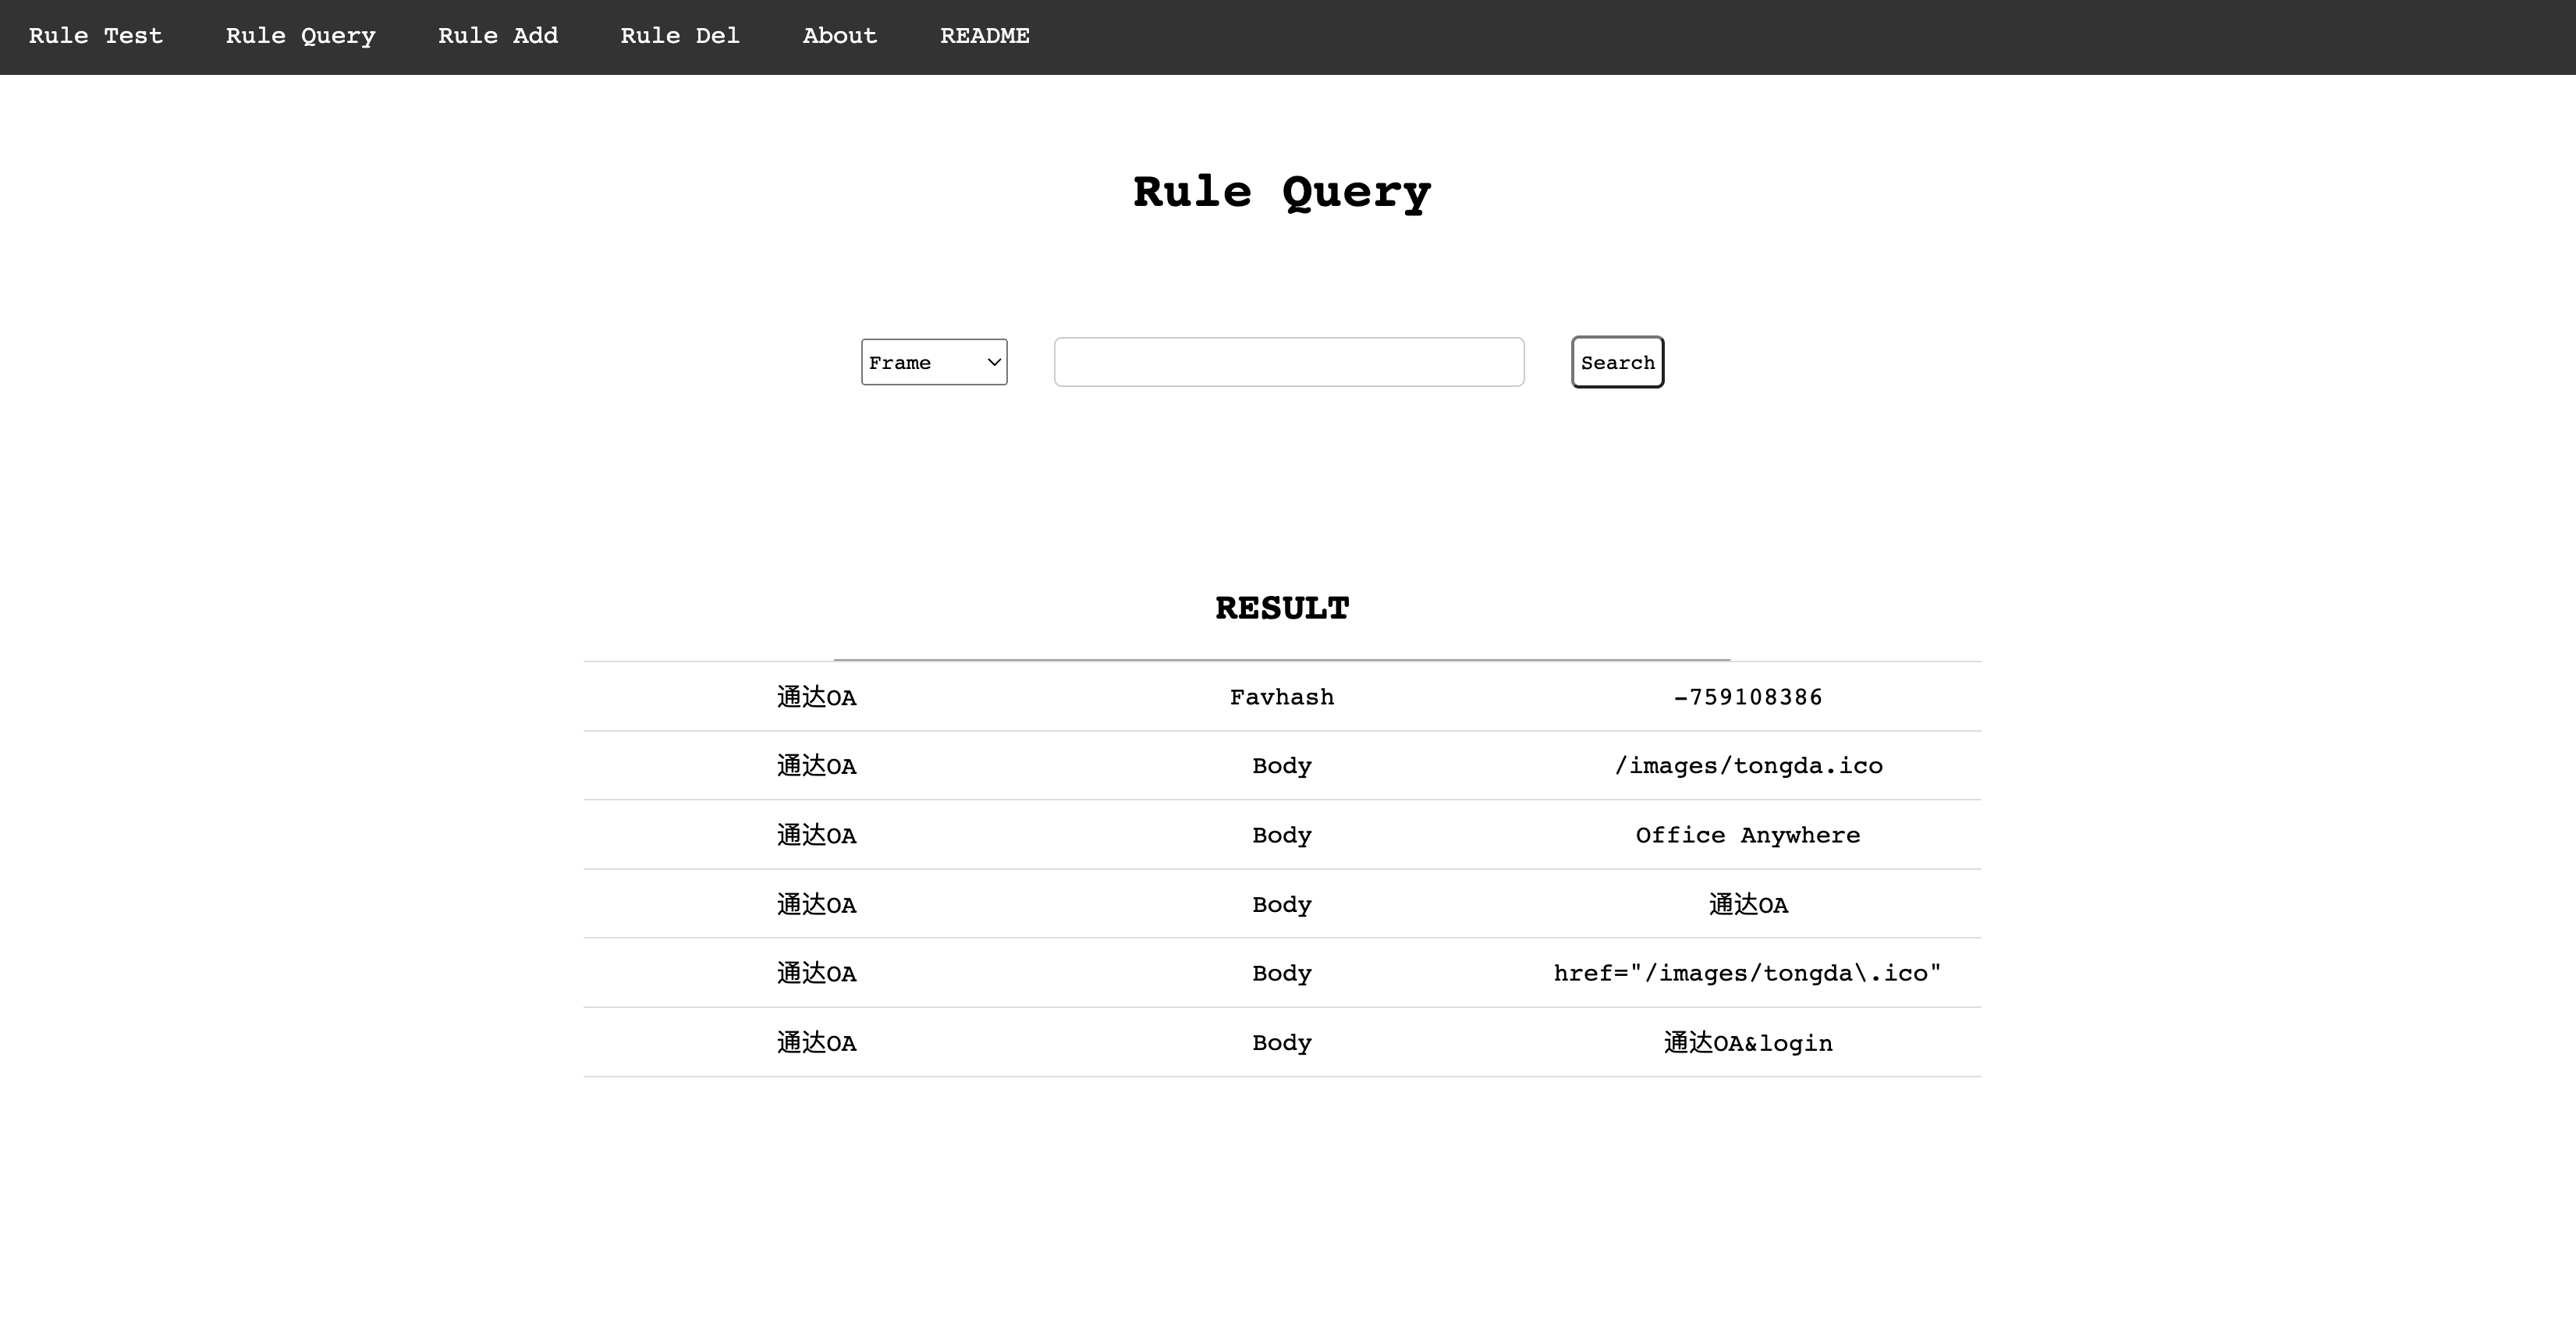 Rule Test Rule Query Rule Add Rule Del About README
Rule Query
Frame Search
RESULT
通达OA Favhash -759108386
通达OA Body /images/tongda.ico
通达OA Body Office Anywhere
通达OA Body 通达OA
通达OA Body href="/images/tongda\.ico"
通达OA Body 通达OA&login